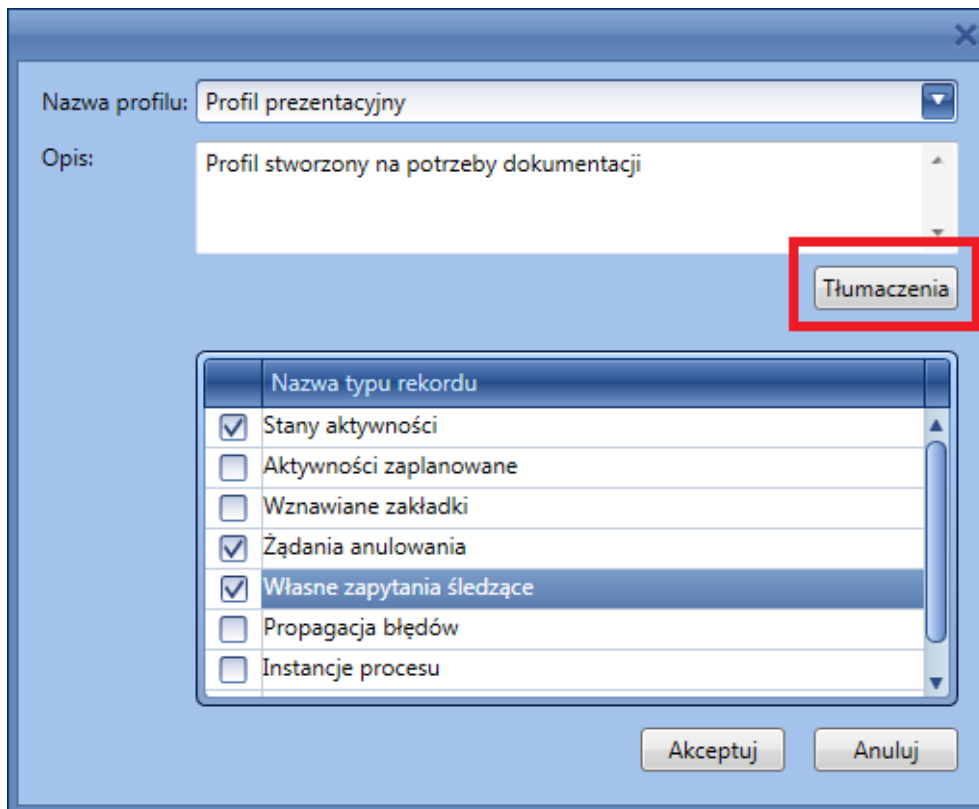 Nazwa profilu: Profil prezentacyjny
Opis: Profil stworzony na potrzeby dokumentacji
Tłumaczenia
Nazwa typu rekordu
Stany aktywności
Aktywności zaplanowane
Wznawiane zakładki
Żądania anulowania
Własne zapytania śledzące
Propagacja błędów
Instancje procesu
Akceptuj Anuluj